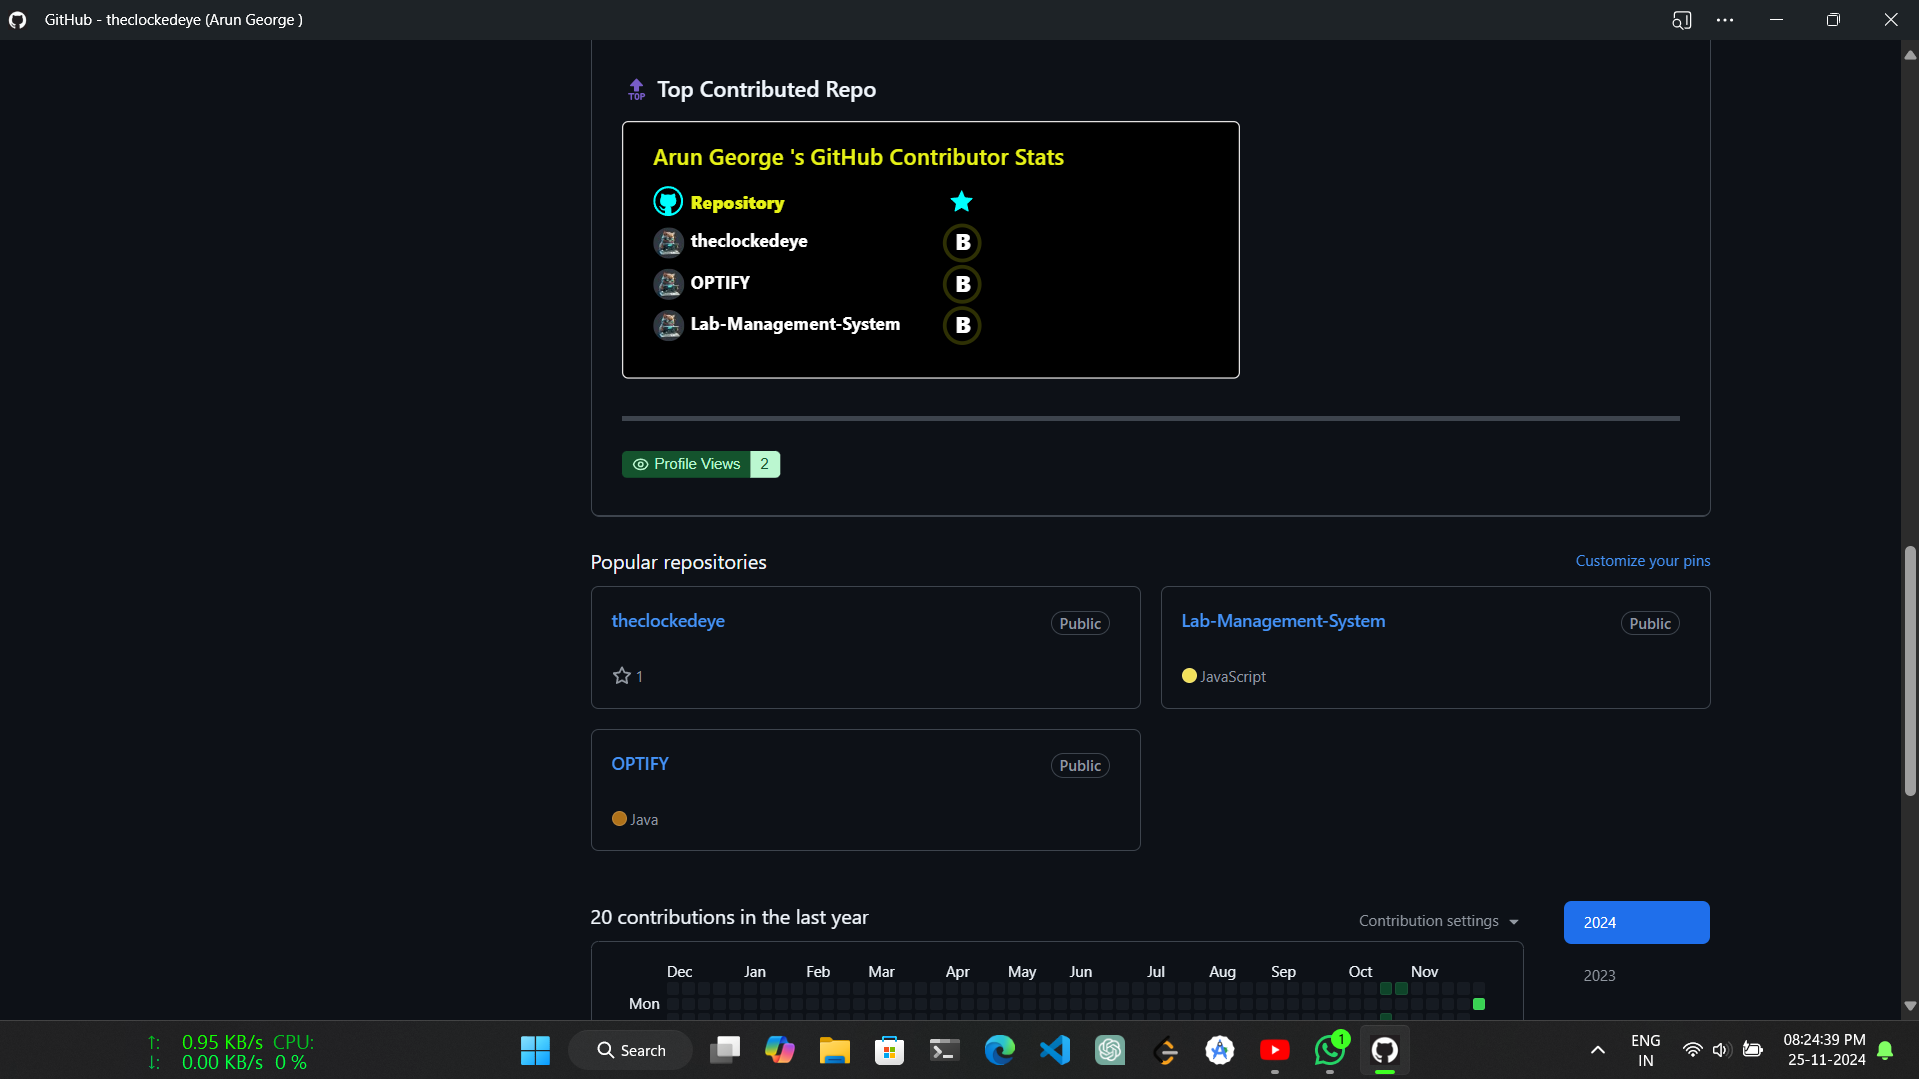 GitHub - theclockedeye (Arun George )
TOP Top Contributed Repo
Arun George 's GitHub Contributor Stats
Repository
theclockedeye B
OPTIFY B
Lab-Management-System B
Profile Views 2
Popular repositories Customize your pins
theclockedeye Public
1
Lab-Management-System Public
JavaScript
OPTIFY Public
Java
20 contributions in the last year Contribution settings
2024
2023
Dec Jan Feb Mar Apr May Jun Jul Aug Sep Oct Nov
Mon
↑: 0.95 KB/s CPU:
↓: 0.00 KB/s 0 %
Search
1
ENG
IN
08:24:39 PM
25-11-2024